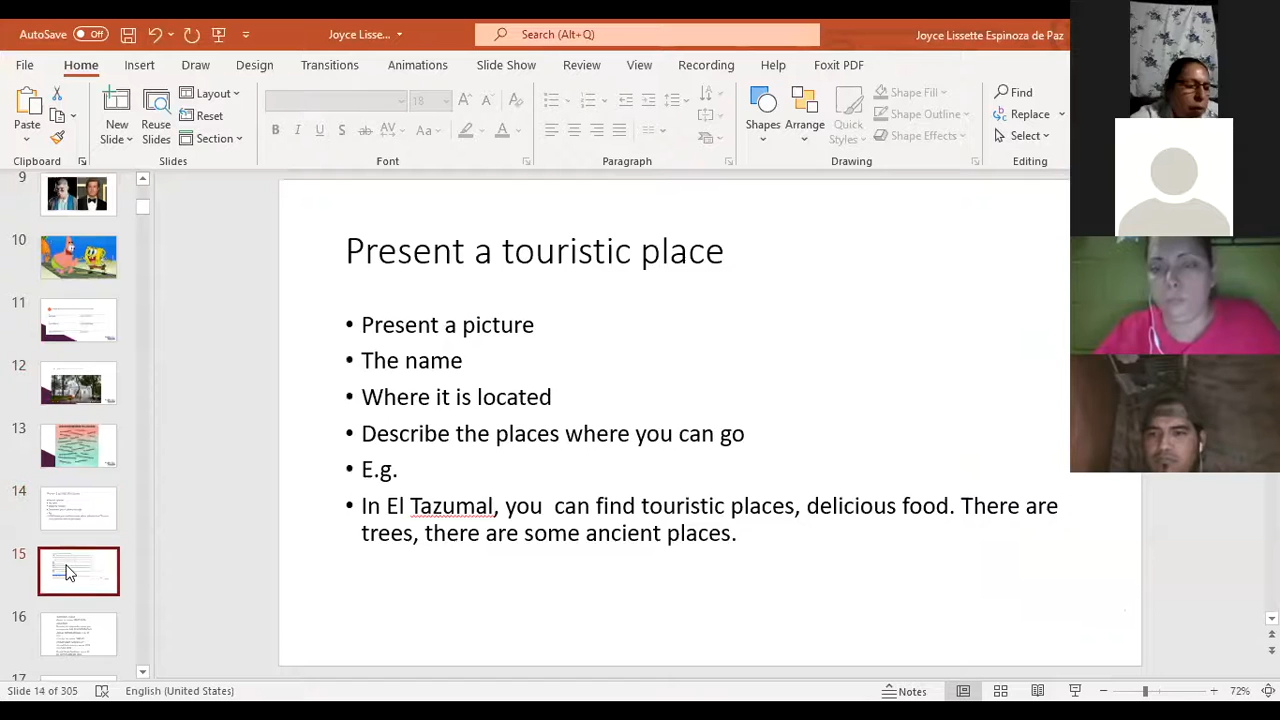 AutoSave Off Joyce Lisse... Search (Alt+Q) Joyce Lissette Espinoza de Paz
File Home Insert Draw Design Transitions Animations Slide Show Review View Recording Help Foxit PDF
Paste New Slide Reuse Slides Layout Reset Section
18
Shapes Arrange Quick Styles Shape Fill Shape Outline Shape Effects
Find Replace Select
Clipboard Slides Font Paragraph Drawing Editing
9
10
11
12
13
14
15
16
17
Present a touristic place
• Present a picture
• The name
• Where it is located
• Describe the places where you can go
• E.g.
• In El Tazumal, you can find touristic places, delicious food. There are
trees, there are some ancient places.
Slide 14 of 305 English (United States) Notes 72%